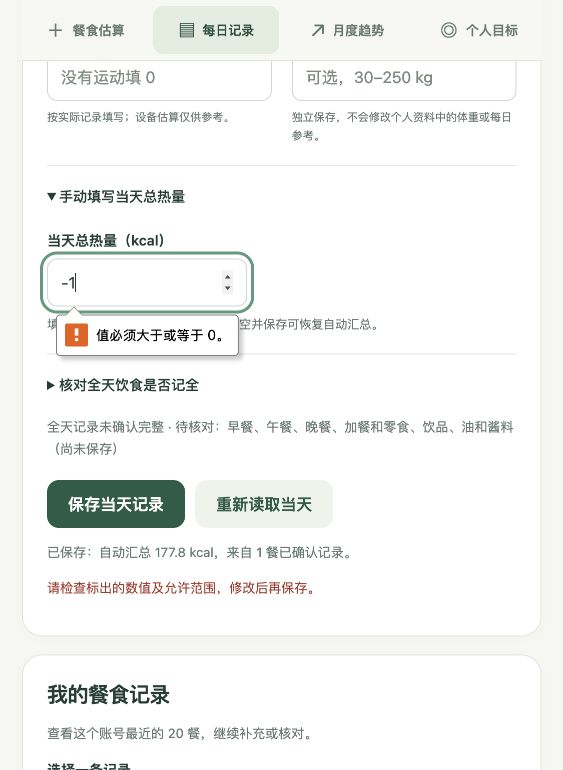 餐食估算
每日记录
月度趋势
个人目标
没有运动填 0
可选，30–250 kg
按实际记录填写；设备估算仅供参考。
独立保存，不会修改个人资料中的体重或每日
参考。
手动填写当天总热量
当天总热量（kcal）
-1
值必须大于或等于 0。
填
空并保存可恢复自动汇总。
核对全天饮食是否记全
全天记录未确认完整 · 待核对：早餐、午餐、晚餐、加餐和零食、饮品、油和酱料
（尚未保存）
保存当天记录
重新读取当天
已保存：自动汇总 177.8 kcal，来自 1 餐已确认记录。
请检查标出的数值及允许范围，修改后再保存。
我的餐食记录
查看这个账号最近的 20 餐，继续补充或核对。
选择一条记录